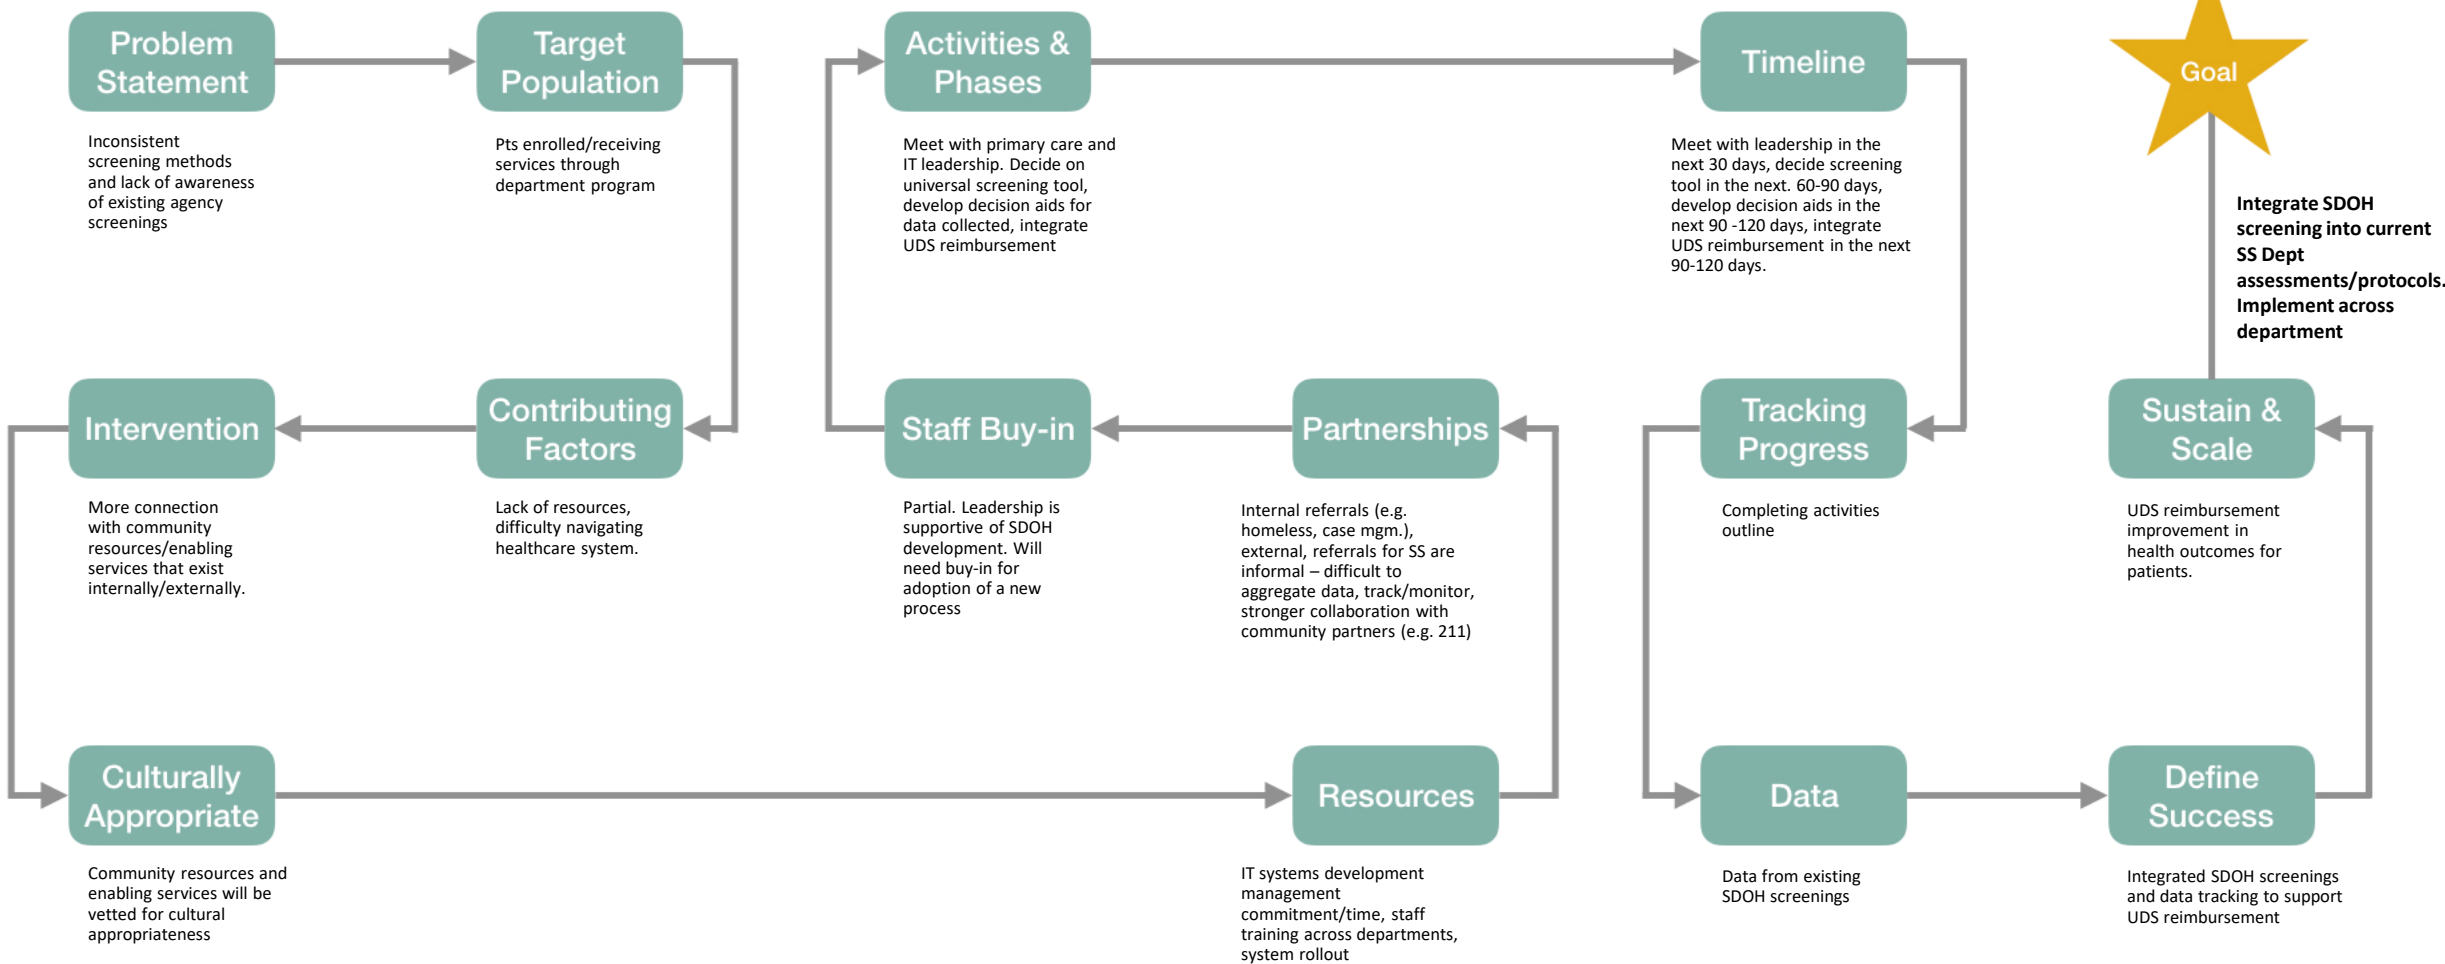 Problem
Statement
Inconsistent
screening methods
and lack of awareness
of existing agency
screenings
Target
Population
Pts enrolled/receiving
services through
department program
Contributing
Factors
Lack of resources,
difficulty navigating
healthcare system.
Intervention
More connection
with community
resources/enabling
services that exist
internally/externally.
Culturally
Appropriate
Community resources and
enabling services will be
vetted for cultural
appropriateness
Resources
IT systems development
management
commitment/time, staff
training across departments,
system rollout
Partnerships
Internal referrals (e.g.
homeless, case mgm.),
external, referrals for SS are
informal – difficult to
aggregate data, track/monitor,
stronger collaboration with
community partners (e.g. 211)
Staff Buy-in
Partial. Leadership is
supportive of SDOH
development. Will
need buy-in for
adoption of a new
process
Activities &
Phases
Meet with primary care and
IT leadership. Decide on
universal screening tool,
develop decision aids for
data collected, integrate
UDS reimbursement
Timeline
Meet with leadership in the
next 30 days, decide screening
tool in the next. 60-90 days,
develop decision aids in the
next 90 -120 days, integrate
UDS reimbursement in the next
90-120 days.
Tracking
Progress
Completing activities
outline
Data
Data from existing
SDOH screenings
Define
Success
Integrated SDOH screenings
and data tracking to support
UDS reimbursement
Sustain &
Scale
UDS reimbursement
improvement in
health outcomes for
patients.
Goal
Integrate SDOH
screening into current
SS Dept
assessments/protocols.
Implement across
department